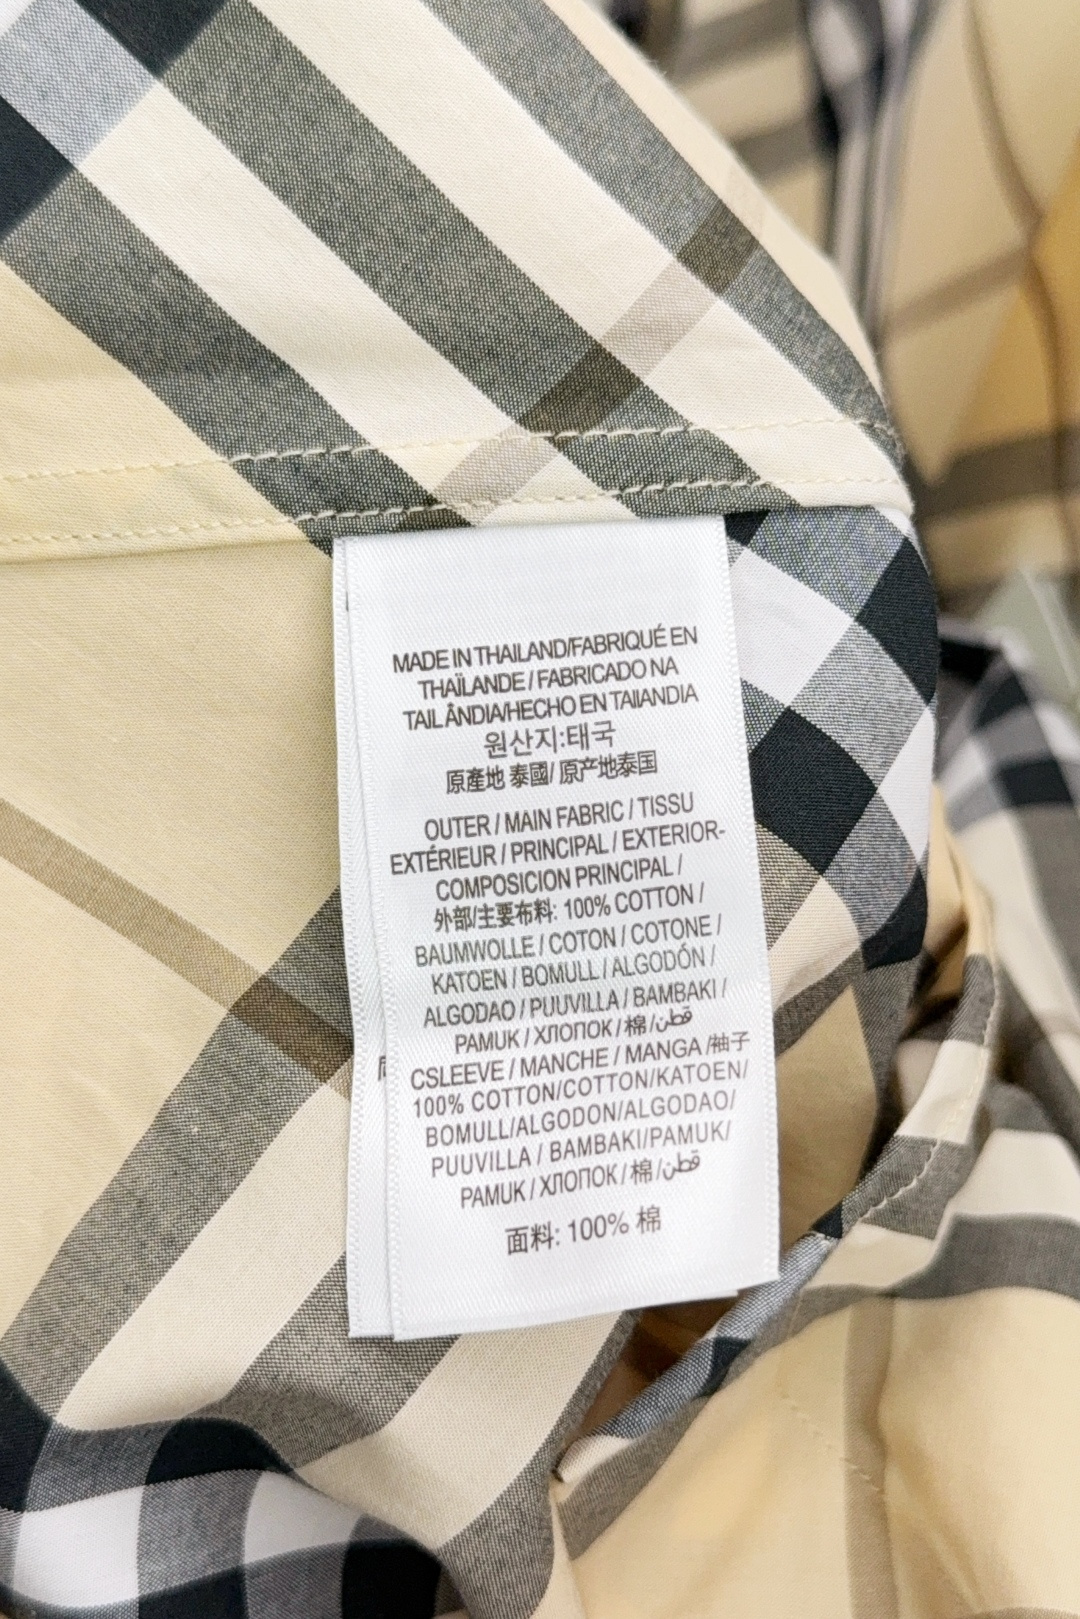 MADE IN THAILAND/FABRIQUÉ EN
THAÏLANDE / FABRICADO NA
TAILÂNDIA/HECHO EN TAIIANDIA
원산지:태국
原產地 泰國/ 原产地泰国
OUTER / MAIN FABRIC / TISSU
EXTÉRIEUR / PRINCIPAL / EXTERIOR-
COMPOSICION PRINCIPAL /
外部/主要布料: 100% COTTON /
BAUMWOLLE / COTON / COTONE /
KATOEN / BOMULL / ALGODÓN /
ALGODAO / PUUVILLA / BAMBAKI /
PAMUK / ХЛОПОК / 棉 /قطن
CSLEEVE / MANCHE / MANGA /袖子
100% COTTON/COTTON/KATOEN/
BOMULL/ALGODON/ALGODAO/
PUUVILLA / BAMBAKI/PAMUK/
PAMUK / ХЛОПОК / 棉 /قطن
面料: 100% 棉